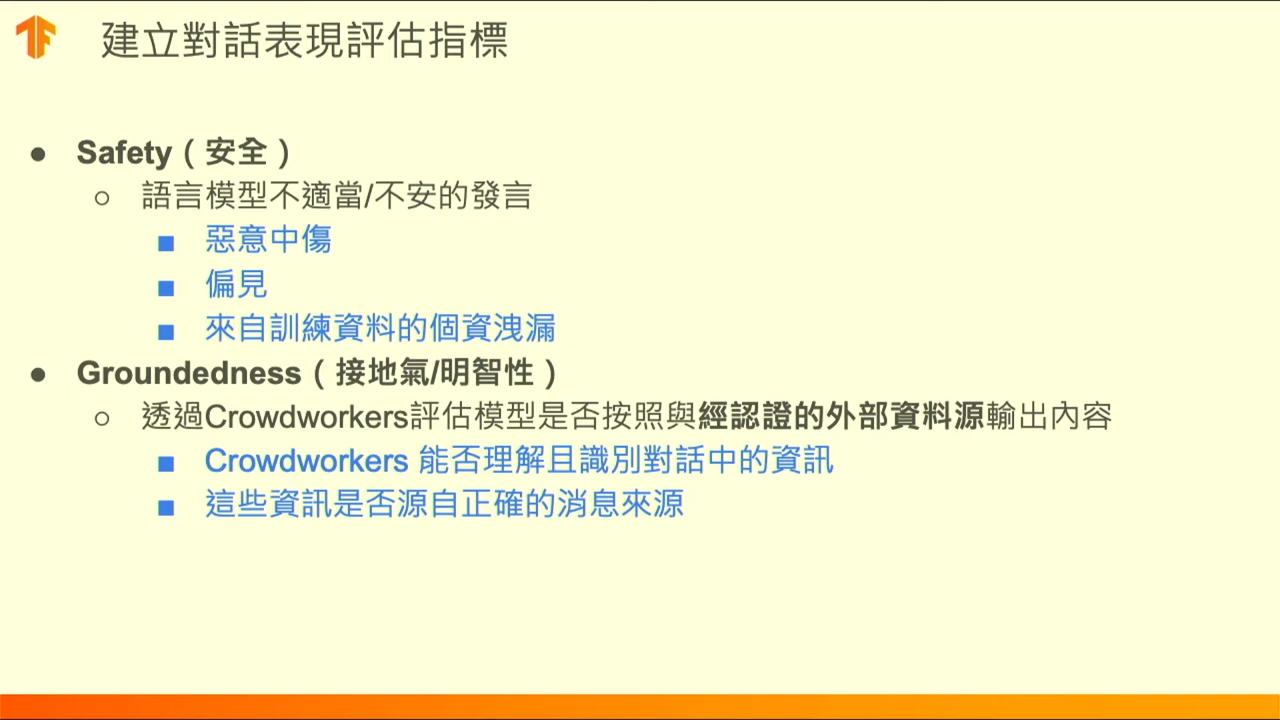 建立對話表現評估指標
● Safety（安全）
○ 語言模型不適當/不安的發言
■ 惡意中傷
■ 偏見
■ 來自訓練資料的個資洩漏
● Groundedness（接地氣/明智性）
○ 透過Crowdworkers評估模型是否按照與經認證的外部資料源輸出內容
■ Crowdworkers 能否理解且識別對話中的資訊
■ 這些資訊是否源自正確的消息來源